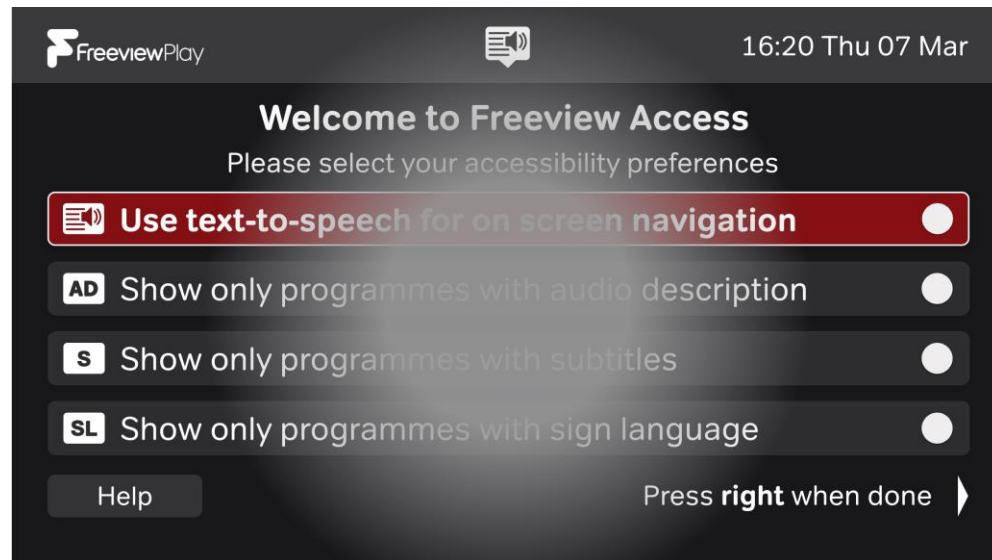 FreeviewPlay
16:20 Thu 07 Mar
Welcome to Freeview Access
Please select your accessibility preferences
Use text-to-speech for on screen navigation
AD Show only programmes with audio description
S Show only programmes with subtitles
SL Show only programmes with sign language
Help
Press right when done